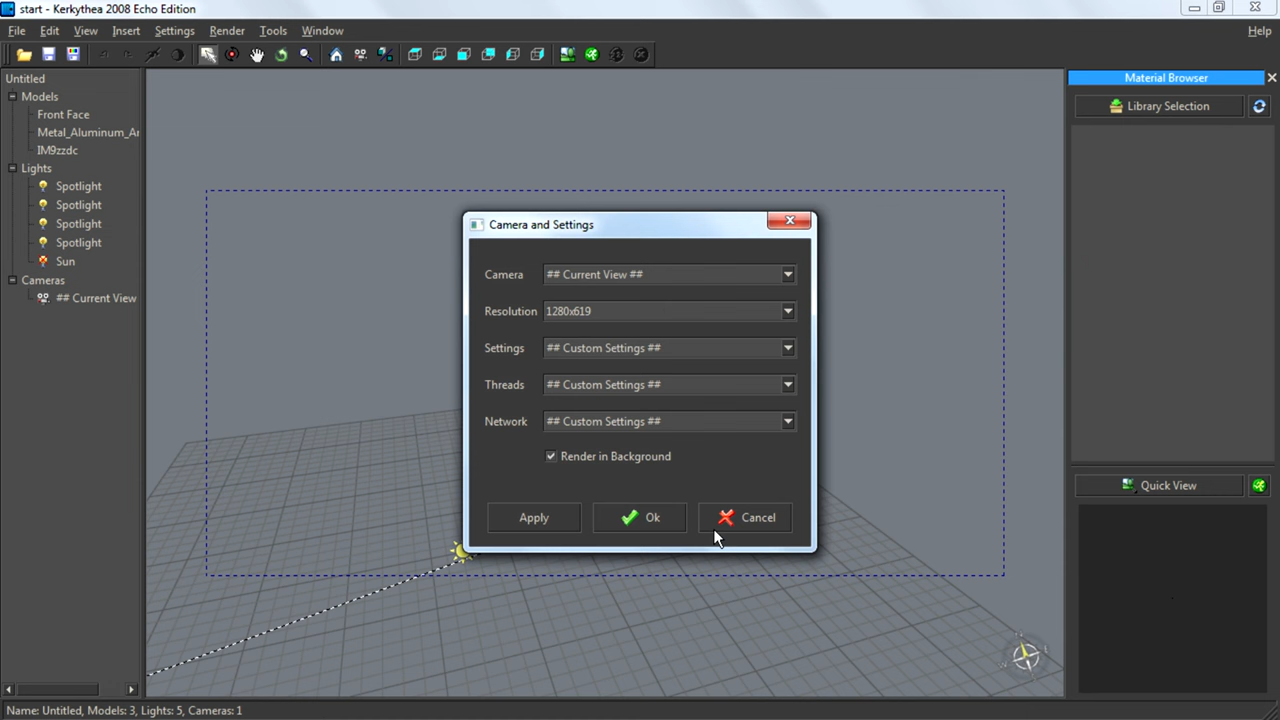 start - Kerkythea 2008 Echo Edition
File Edit View Insert Settings Render Tools Window Help
Untitled
Models
Front Face
Metal_Aluminum_Ar
IM9zzdc
Lights
Spotlight
Spotlight
Spotlight
Spotlight
Sun
Cameras
## Current View
Camera and Settings
Camera ## Current View ##
Resolution 1280x619
Settings ## Custom Settings ##
Threads ## Custom Settings ##
Network ## Custom Settings ##
Render in Background
Apply Ok Cancel
Material Browser
Library Selection
Quick View
Name: Untitled, Models: 3, Lights: 5, Cameras: 1